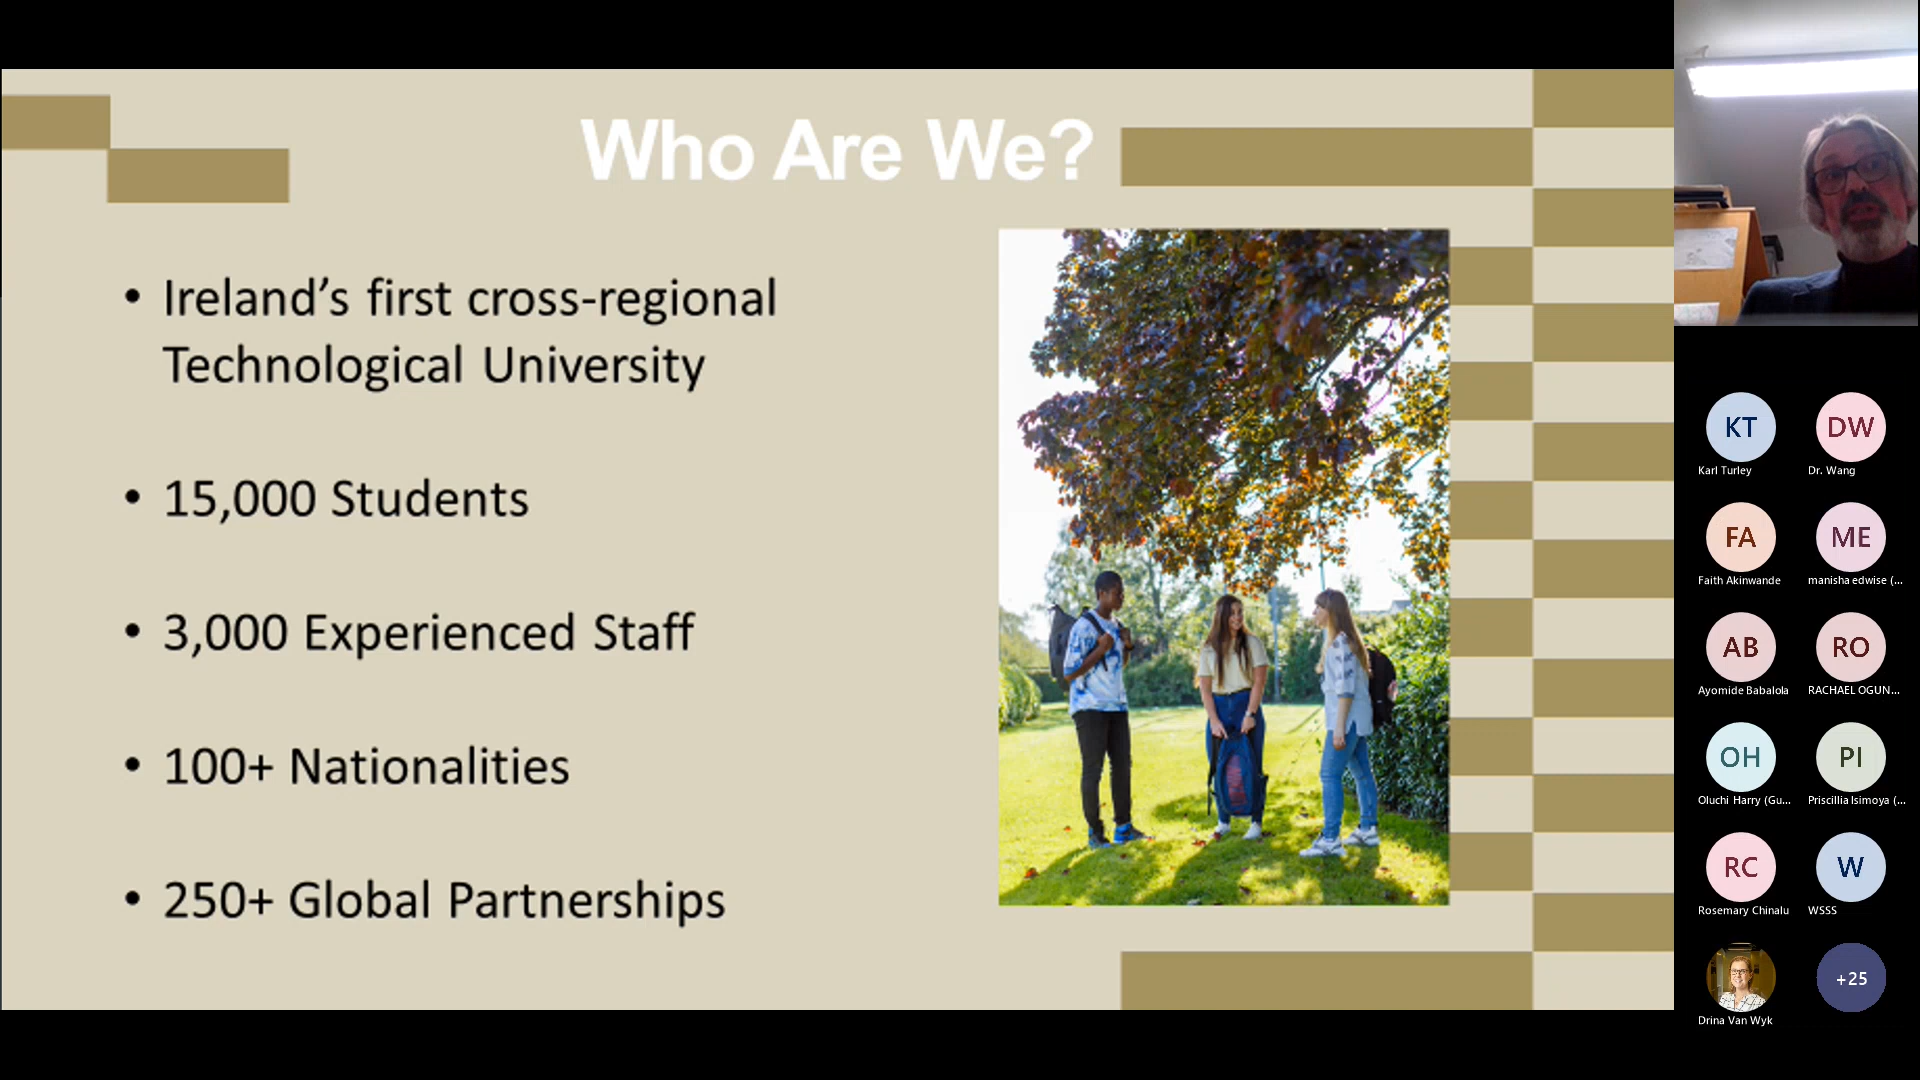 Who Are We?
• Ireland’s first cross-regional
Technological University
• 15,000 Students
• 3,000 Experienced Staff
• 100+ Nationalities
• 250+ Global Partnerships
KT
DW
Karl Turley
Dr. Wang
FA
ME
Faith Akinwande
manisha edwise (...
AB
RO
Ayomide Babalola
RACHAEL OGUN...
OH
PI
Oluchi Harry (Gu...
Priscillia Isimoya (...
RC
W
Rosemary Chinalu
WSSS
+25
Drina Van Wyk